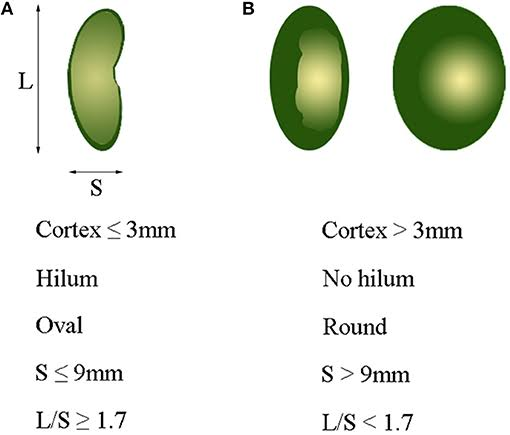 A
B
L
S
Cortex ≤ 3mm
Hilum
Oval
S ≤ 9mm
L/S ≥ 1.7
Cortex > 3mm
No hilum
Round
S > 9mm
L/S < 1.7